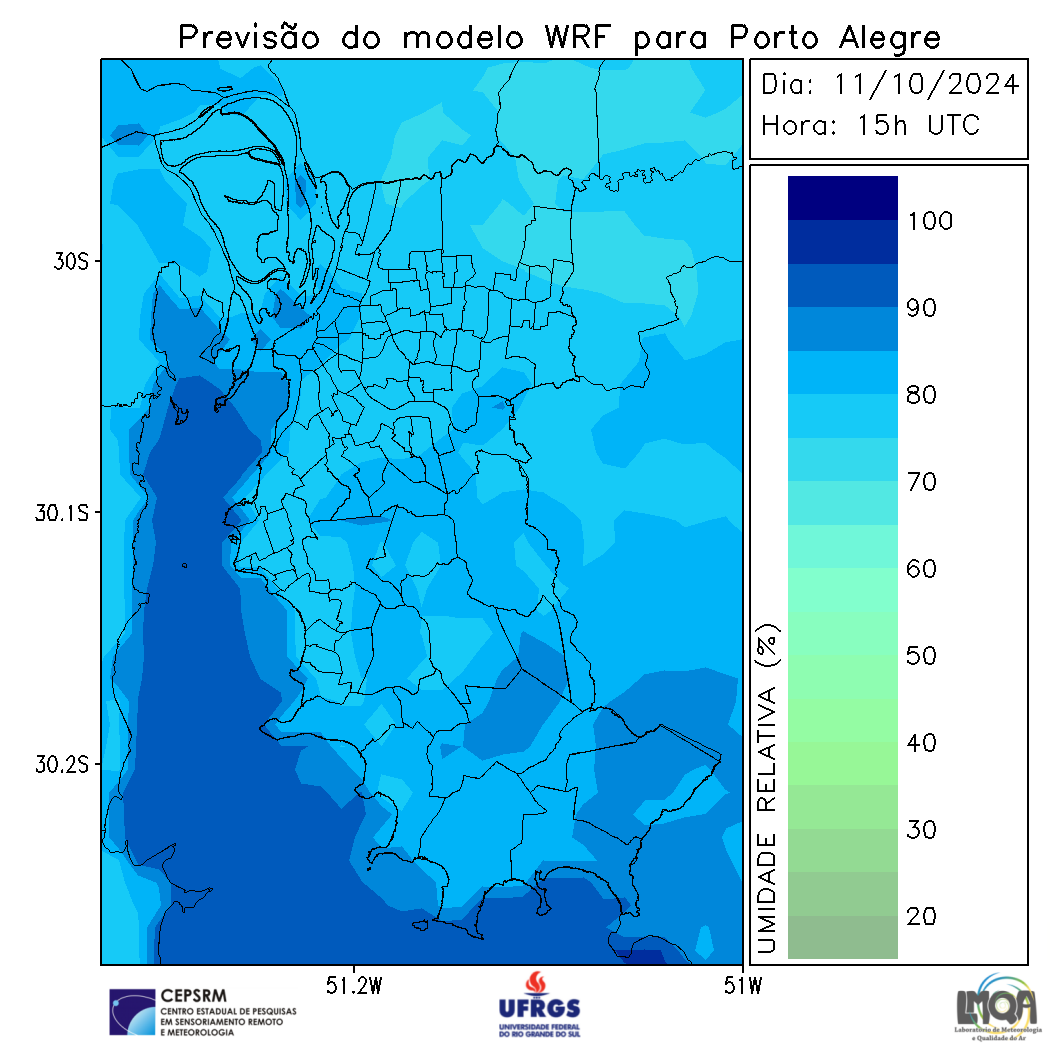 Previsão do modelo WRF para Porto Alegre
Dia: 11/10/2024
Hora: 15h UTC
30S
30.1S
30.2S
51.2W
51W
100
90
80
70
60
50
40
30
20
UMIDADE RELATIVA (%)
CEPSRM
CENTRO ESTADUAL DE PESQUISAS
EM SENSORIAMENTO REMOTO
E METEOROLOGIA
UFRGS
UNIVERSIDADE FEDERAL
DO RIO GRANDE DO SUL
LMQA
Laboratório de Meteorologia
e Qualidade do Ar